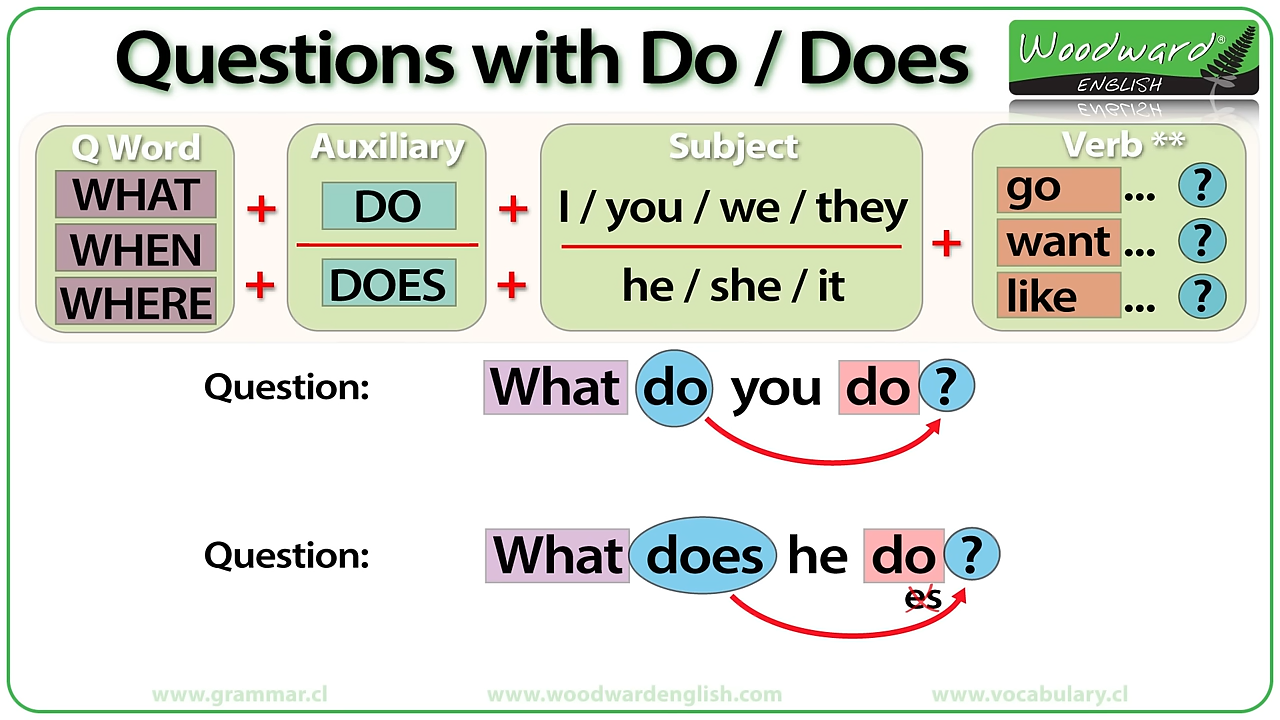 Questions with Do / Does
Woodward®
ENGLISH
Q Word
Auxiliary
Subject
Verb **
WHAT
WHEN
WHERE
+
+
DO
DOES
+
+
I / you / we / they
he / she / it
+
go ... ?
want ... ?
like ... ?
Question: What do you do ?
Question: What does he do ?
es
www.grammar.cl www.woodwardenglish.com www.vocabulary.cl